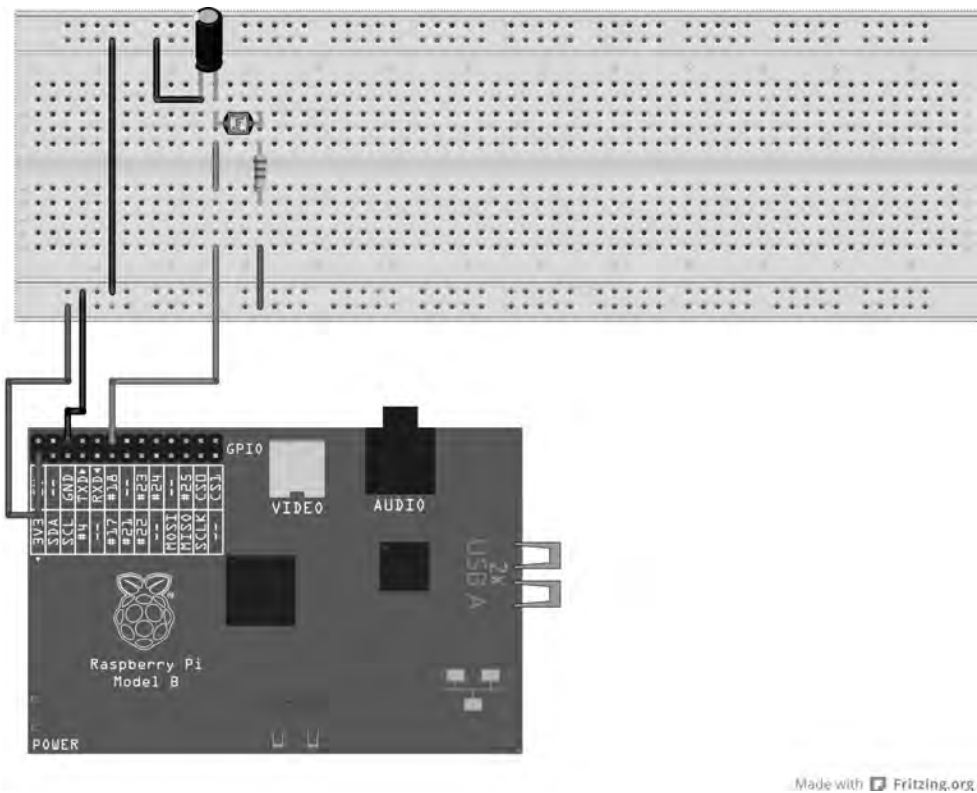 GPIO
-- -- GND TXD RXD #18 -- #23 #24 -- #25 CS0 CS1
3V3 SDA SCL #4 -- #17 #21 #22 -- MOSI MISO SCLK --
VIDEO
AUDIO
2x
USB A
Raspberry Pi
Model B
POWER
Made with Fritzing.org